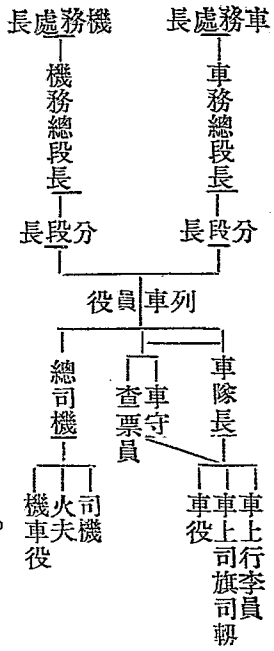 車務處長
機務處長
車務總段長
機務總段長
分段長
分段長
列車員役
車隊長
車守
查票員
總司機
車上行李員
車上司旗司軔
車役
司機
火夫
機車役
。